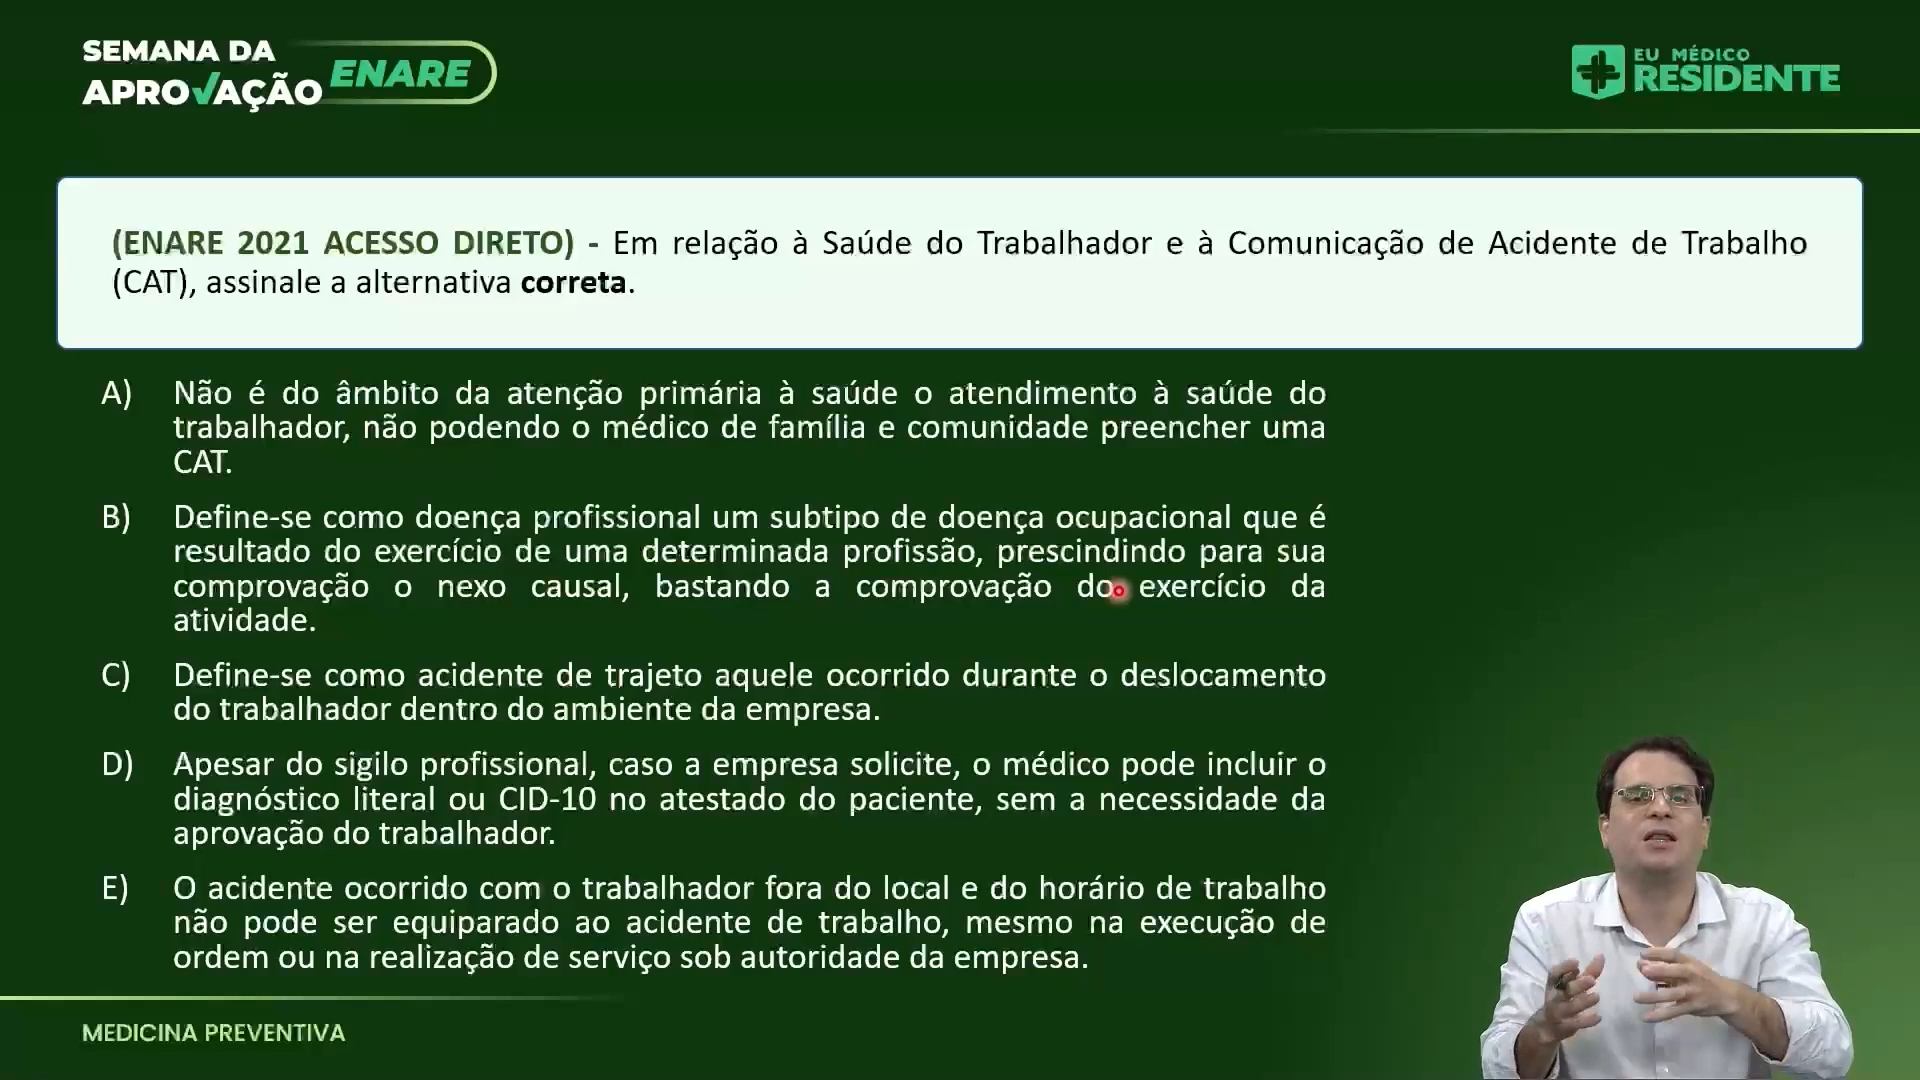 SEMANA DA
APROVAÇÃO ENARE
EU MÉDICO
RESIDENTE
(ENARE 2021 ACESSO DIRETO) - Em relação à Saúde do Trabalhador e à Comunicação de Acidente de Trabalho
(CAT), assinale a alternativa correta.
A) Não é do âmbito da atenção primária à saúde o atendimento à saúde do
trabalhador, não podendo o médico de família e comunidade preencher uma
CAT.
B) Define-se como doença profissional um subtipo de doença ocupacional que é
resultado do exercício de uma determinada profissão, prescindindo para sua
comprovação o nexo causal, bastando a comprovação do exercício da
atividade.
C) Define-se como acidente de trajeto aquele ocorrido durante o deslocamento
do trabalhador dentro do ambiente da empresa.
D) Apesar do sigilo profissional, caso a empresa solicite, o médico pode incluir o
diagnóstico literal ou CID-10 no atestado do paciente, sem a necessidade da
aprovação do trabalhador.
E) O acidente ocorrido com o trabalhador fora do local e do horário de trabalho
não pode ser equiparado ao acidente de trabalho, mesmo na execução de
ordem ou na realização de serviço sob autoridade da empresa.
MEDICINA PREVENTIVA